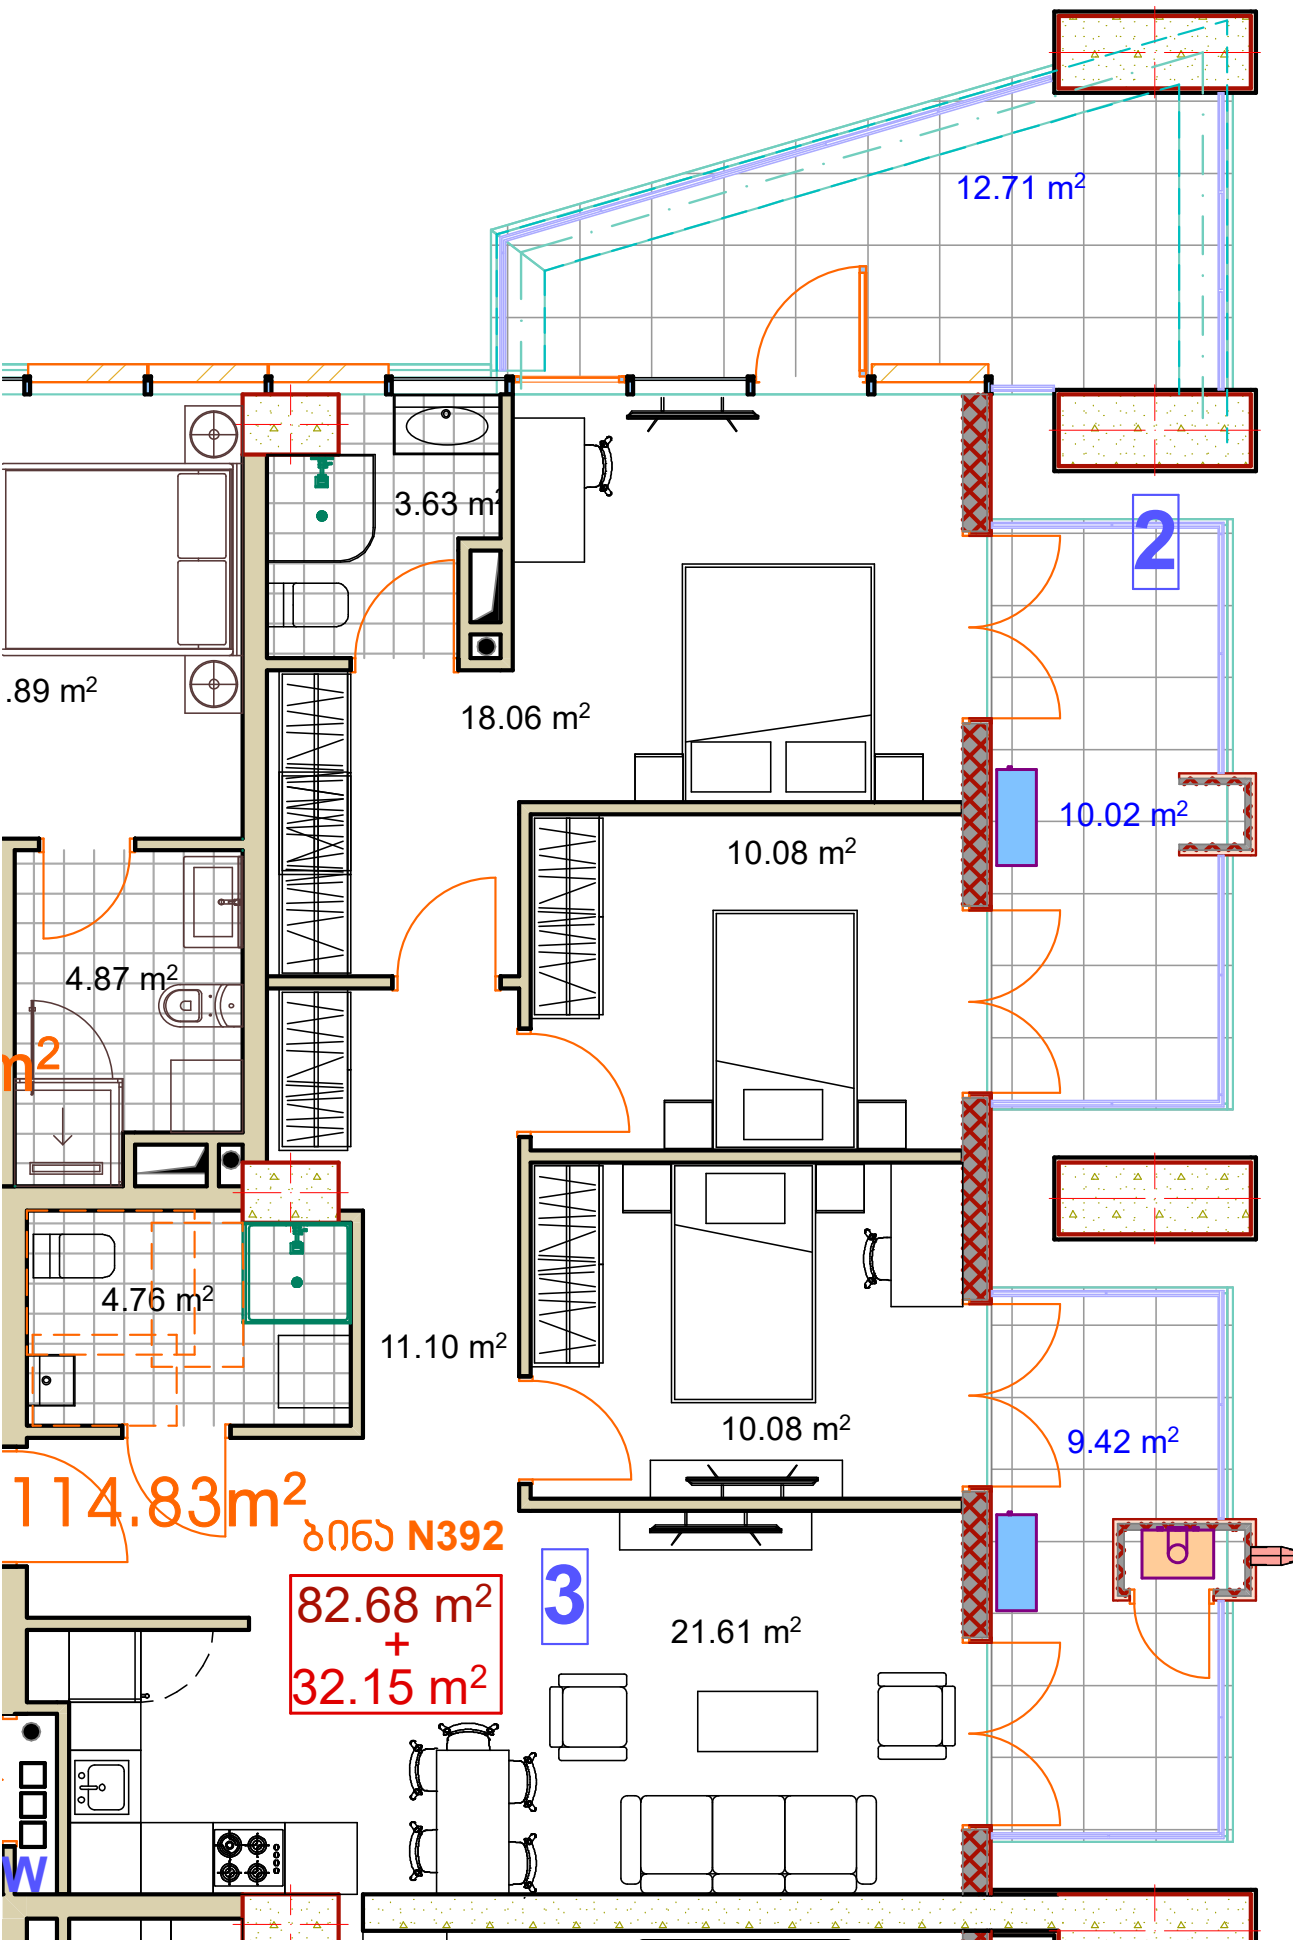 12.71 m²
2
3.63 m²
.89 m²
18.06 m²
10.02 m²
10.08 m²
4.87 m²
m²
4.76 m²
11.10 m²
10.08 m²
9.42 m²
114.83m²
ბინა N392
82.68 m²
+
32.15 m²
3
21.61 m²
w